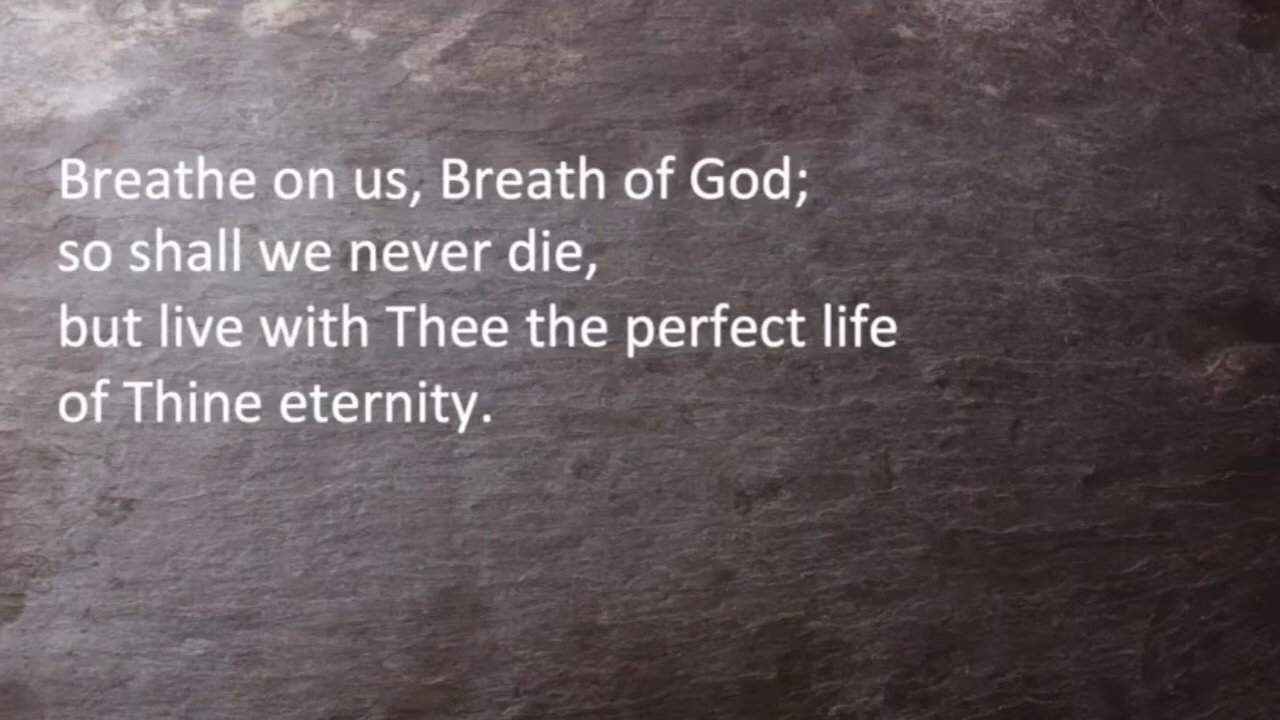 Breathe on us, Breath of God;
so shall we never die,
but live with Thee the perfect life
of Thine eternity.